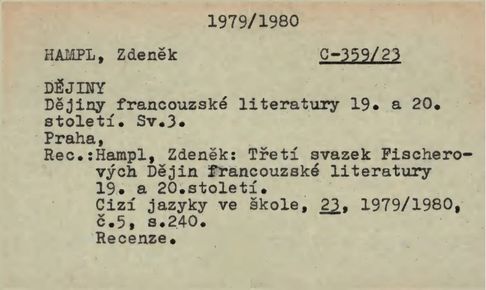 1979/1980
HAMPL, Zdeněk C-359/23
DĚJINY
Dějiny francouzské literatury 19. a 20.
století. Sv.3.
Praha,
Rec.:Hampl, Zdeněk: Třetí svazek Fischero-
vých Dějin francouzské literatury
19. a 20.století.
Cizí jazyky ve škole, 23, 1979/1980,
č.5, s.240.
Recenze.